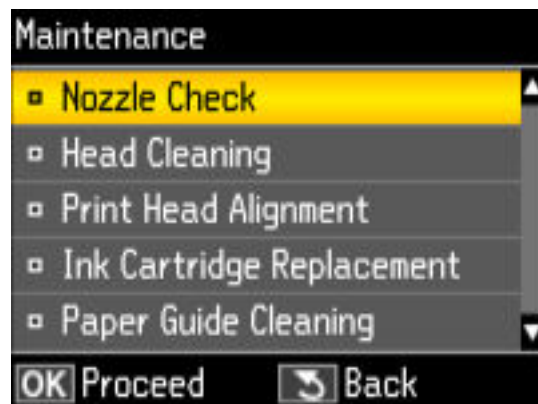 Maintenance
Nozzle Check
Head Cleaning
Print Head Alignment
Ink Cartridge Replacement
Paper Guide Cleaning
OK Proceed Back